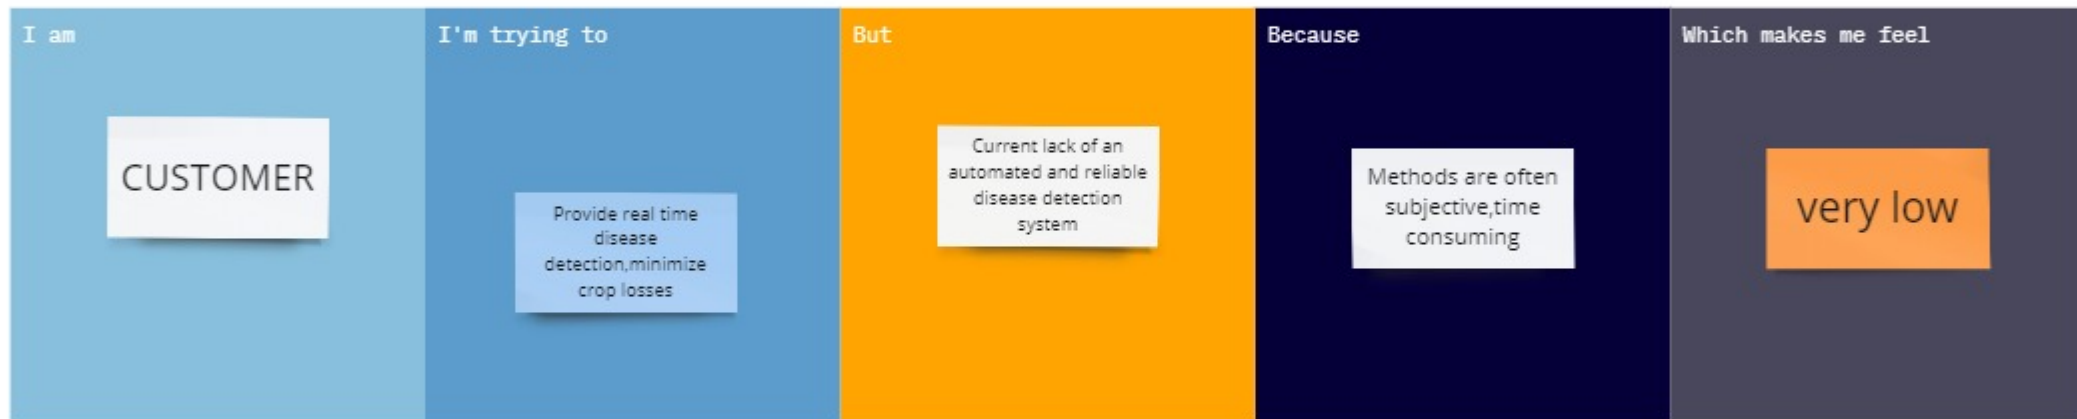 I am
CUSTOMER
I'm trying to
Provide real time
disease
detection,minimize
crop losses
But
Current lack of an
automated and reliable
disease detection
system
Because
Methods are often
subjective,time
consuming
Which makes me feel
very low